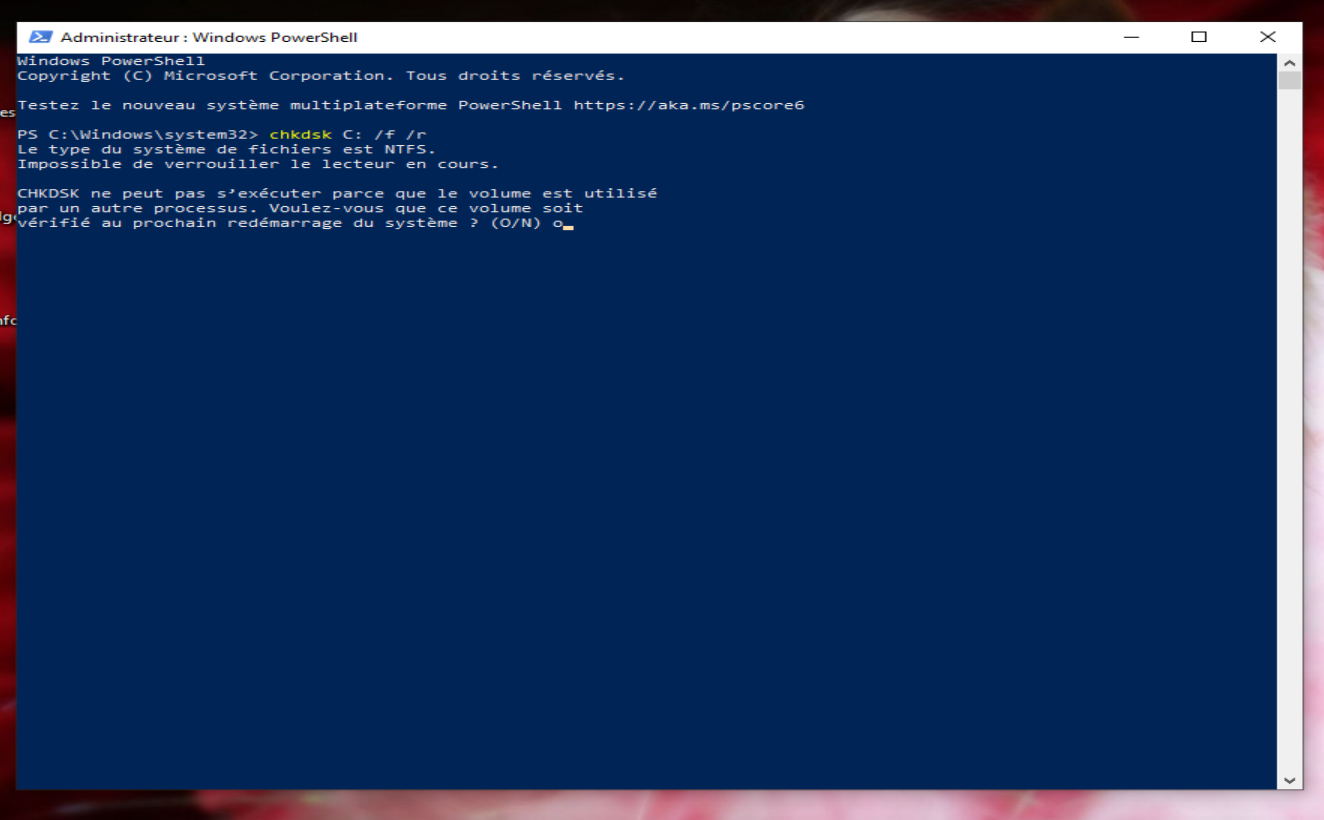 Administrateur : Windows PowerShell
Windows PowerShell
Copyright (C) Microsoft Corporation. Tous droits réservés.
Testez le nouveau système multiplateforme PowerShell https://aka.ms/pscore6
es
PS C:\Windows\system32> chkdsk C: /f /r
Le type du système de fichiers est NTFS.
Impossible de verrouiller le lecteur en cours.
CHKDSK ne peut pas s’exécuter parce que le volume est utilisé
par un autre processus. Voulez-vous que ce volume soit
vérifié au prochain redémarrage du système ? (O/N) o